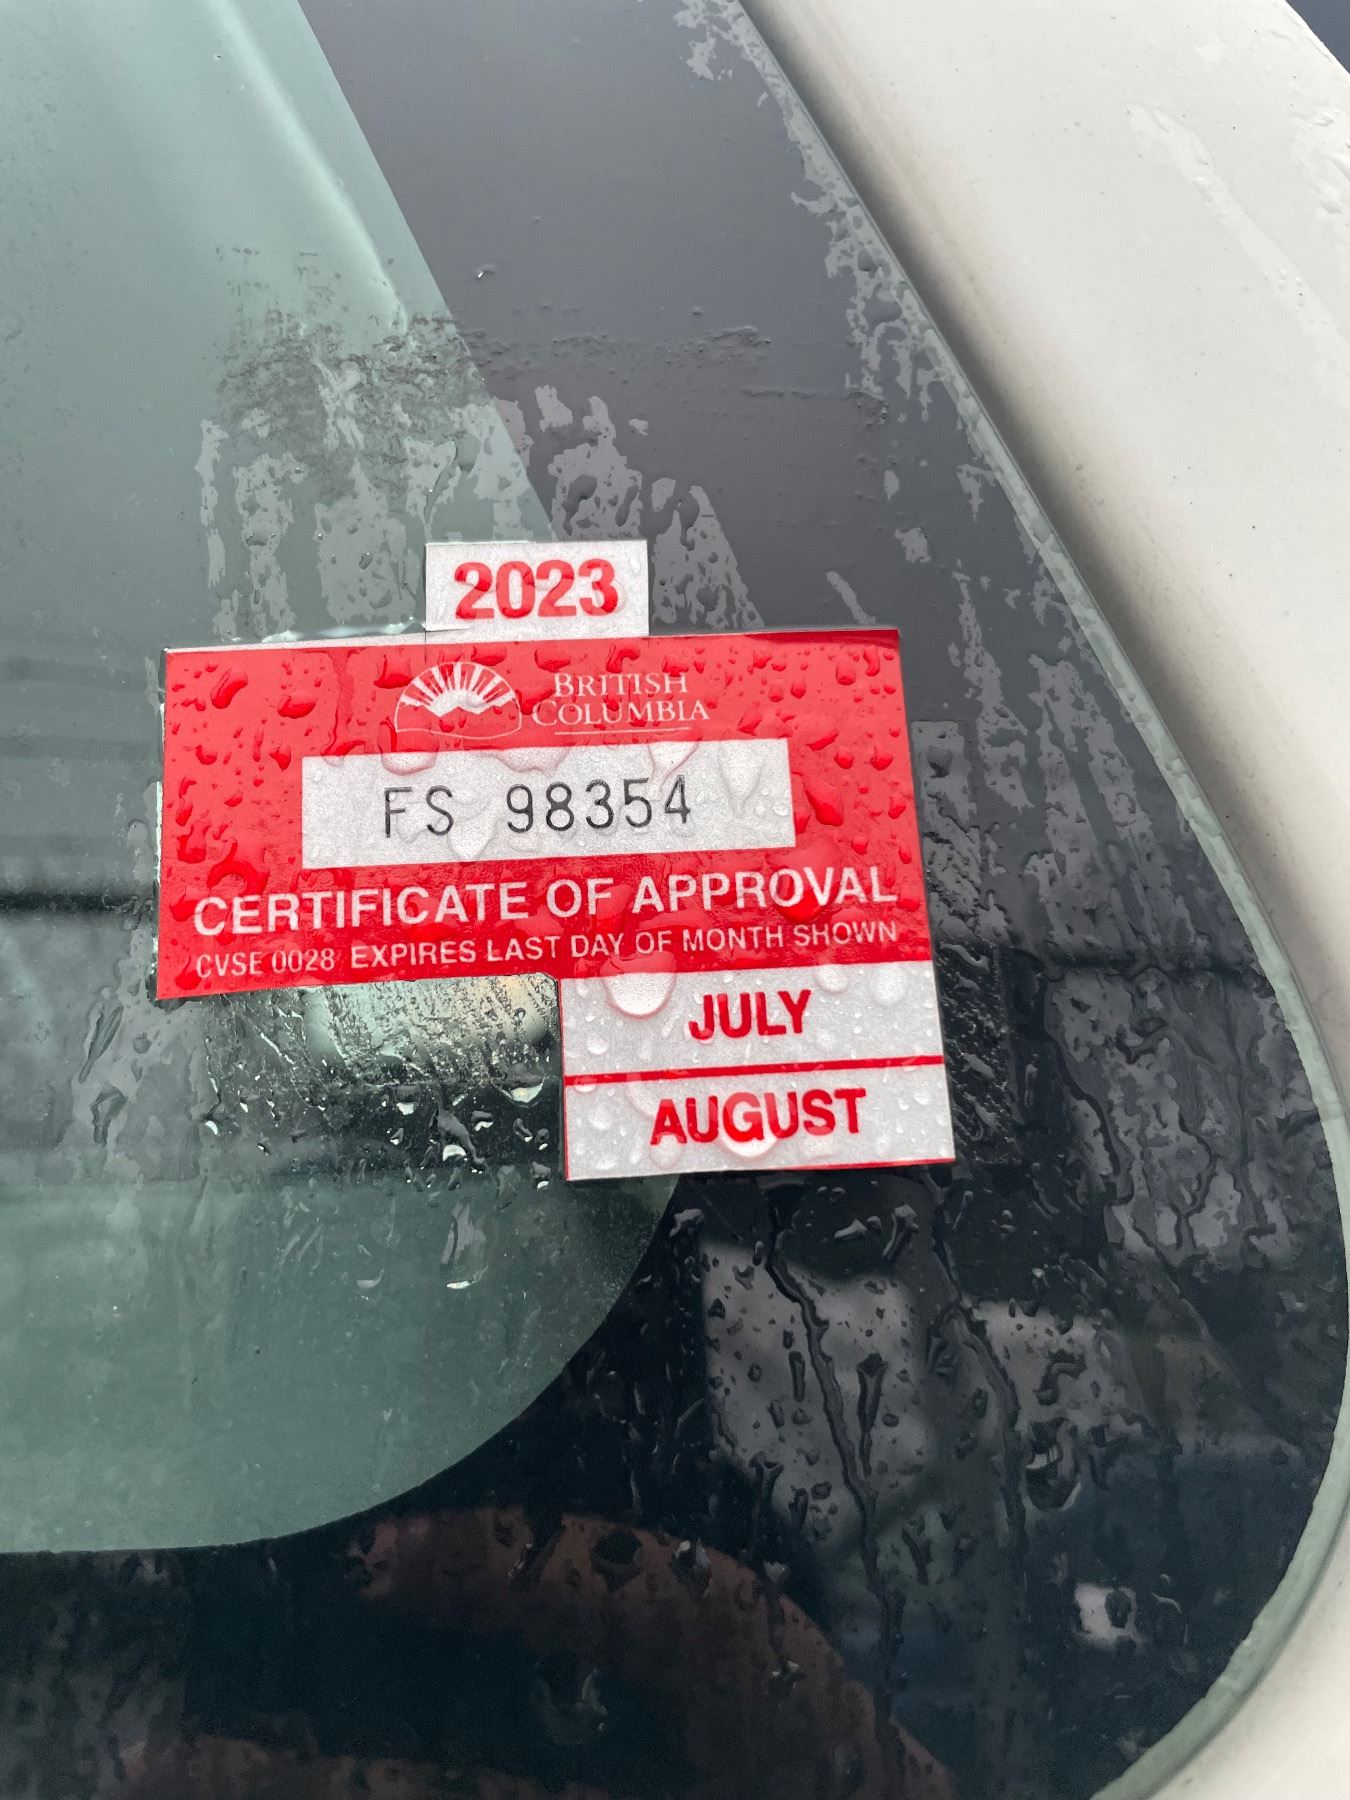 2023
BRITISH
COLUMBIA
FS 98354
CERTIFICATE OF APPROVAL
CVSE 0028 EXPIRES LAST DAY OF MONTH SHOWN
JULY
AUGUST